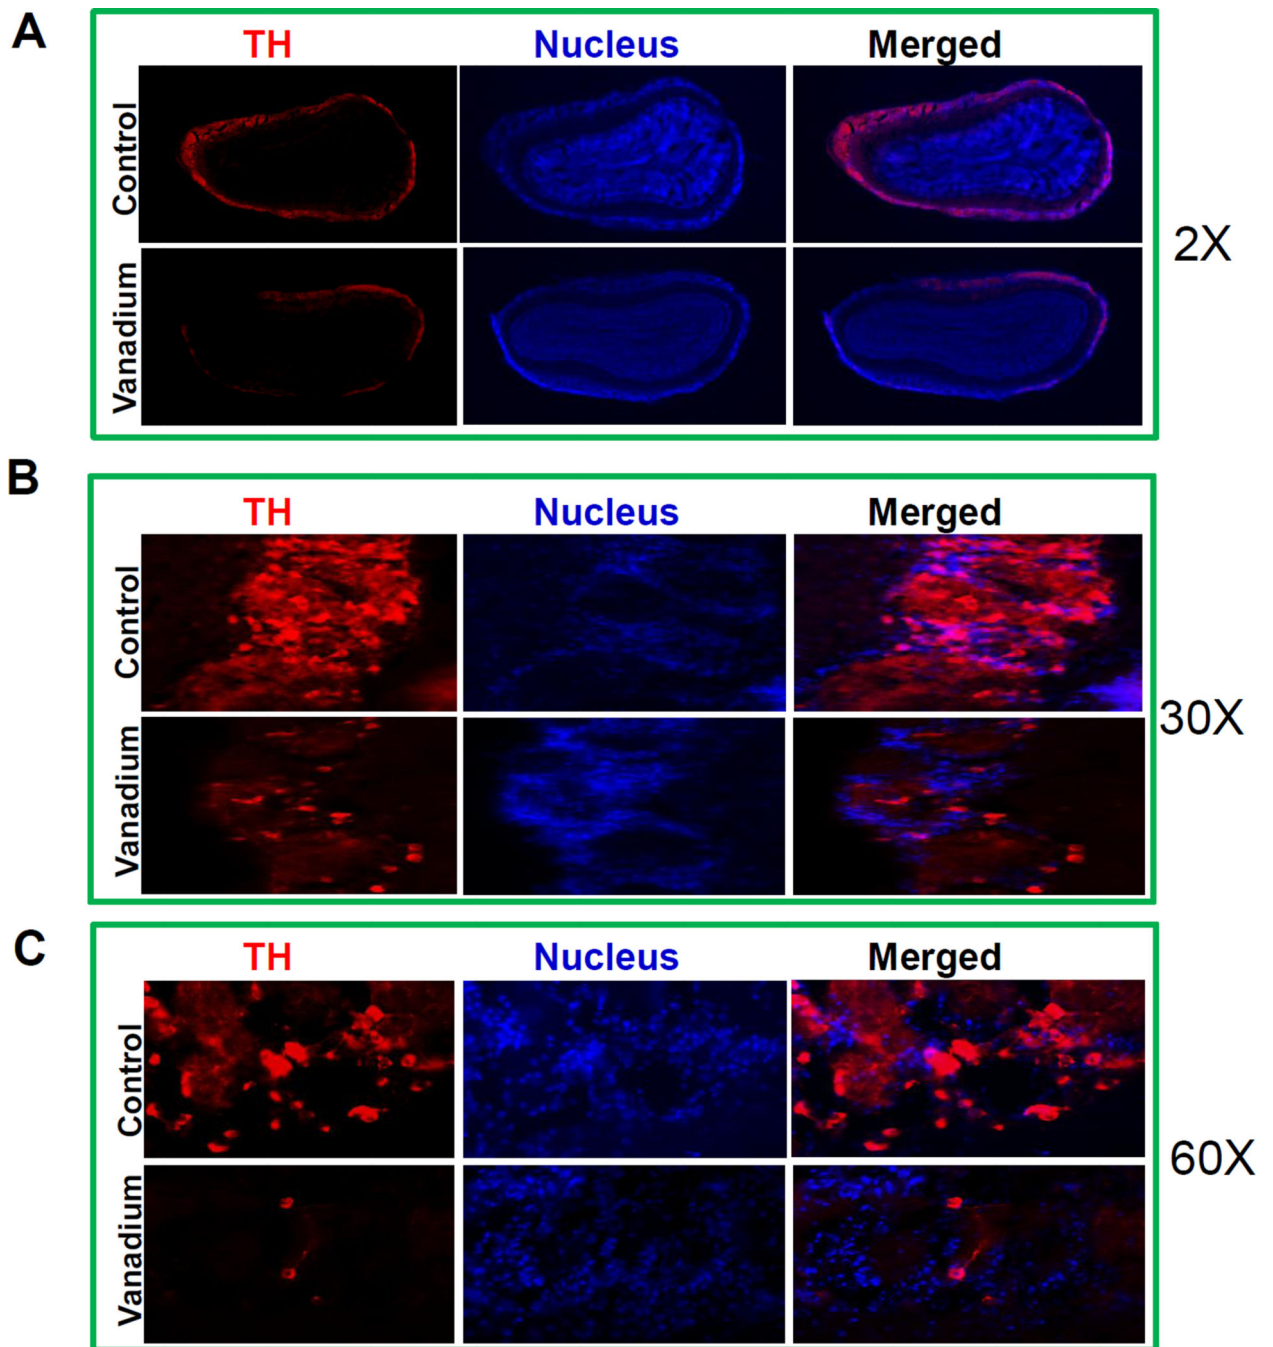 A
TH Nucleus Merged
Control
Vanadium
2X
B
TH Nucleus Merged
Control
Vanadium
30X
C
TH Nucleus Merged
Control
Vanadium
60X